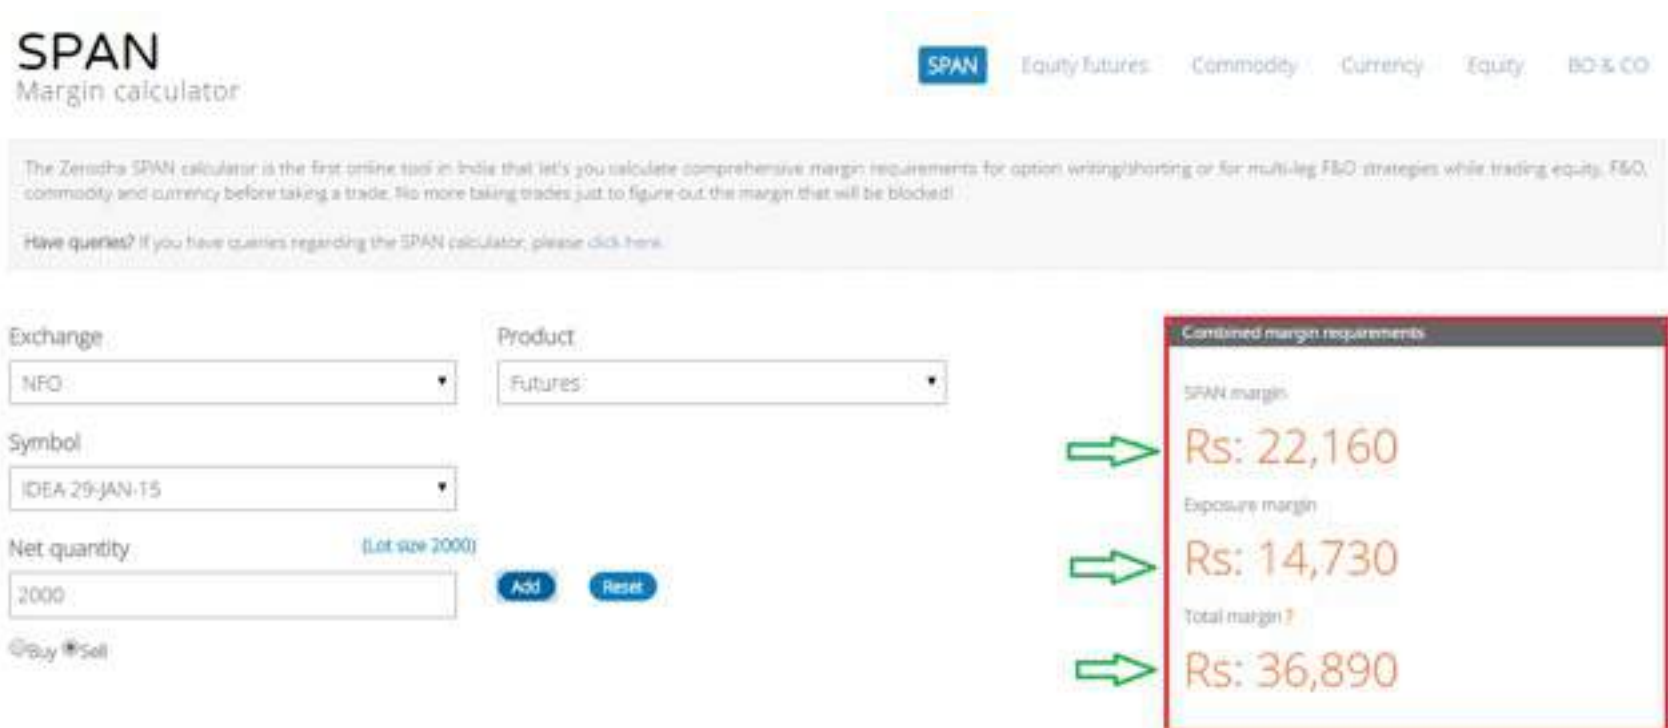 SPAN
Margin calculator
SPAN Equity futures Commodity Currency Equity BO & CO
The Zerodha SPAN calculator is the first online tool in India that let's you calculate comprehensive margin requirements for option writing/shorting or for multi-leg F&O strategies while trading equity, F&O,
commodity and currency before taking a trade. No more taking trades just to figure out the margin that will be blocked!
Have queries? If you have queries regarding the SPAN calculator, please click here.
Exchange Product
NFO Futures
Symbol
IDEA 29-JAN-15
Net quantity (Lot size 2000)
2000 Add Reset
Buy Sell
Combined margin requirements
SPAN margin
Rs: 22,160
Exposure margin
Rs: 14,730
Total margin ?
Rs: 36,890